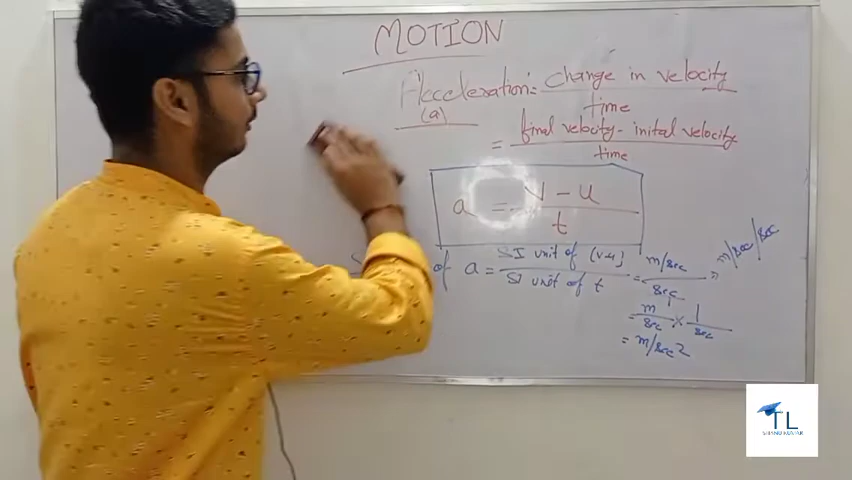 MOTION
Acceleration = change in velocity
time
(a)
= final velocity - initial velocity
time
a = v - u
t
of a = SI unit of (v-u)
SI unit of t
= m/sec
sec
= m/sec/sec
= m
sec
x 1
sec
= m/sec2
TL